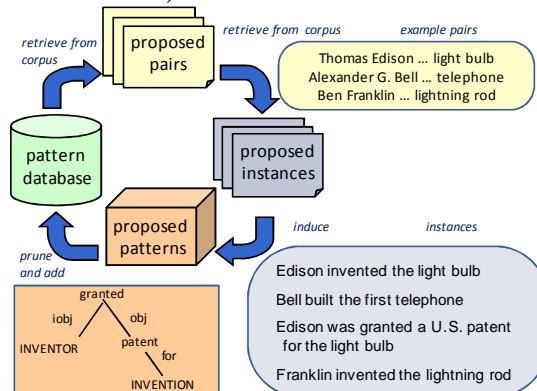 retrieve from
corpus
proposed
pairs
retrieve from corpus
example pairs
Thomas Edison ... light bulb
Alexander G. Bell ... telephone
Ben Franklin ... lightning rod
pattern
database
proposed
instances
proposed
patterns
prune
and add
induce
instances
granted
iobj
obj
INVENTOR
patent
for
INVENTION
Edison invented the light bulb
Bell built the first telephone
Edison was granted a U.S. patent
for the light bulb
Franklin invented the lightning rod